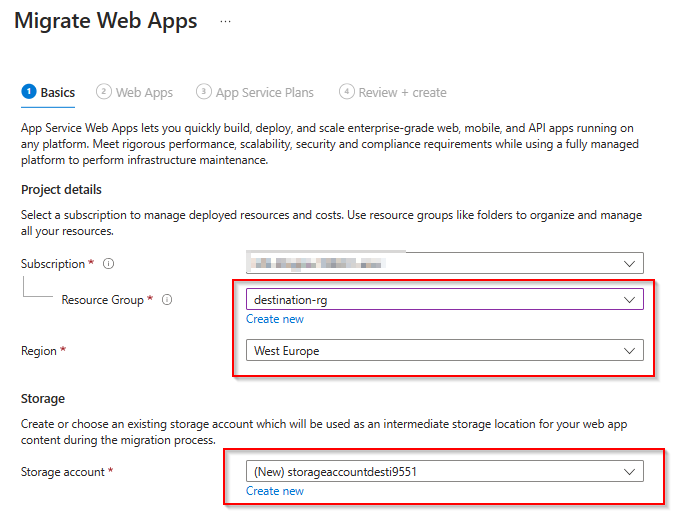 Migrate Web Apps ...
1 Basics 2 Web Apps 3 App Service Plans 4 Review + create
App Service Web Apps lets you quickly build, deploy, and scale enterprise-grade web, mobile, and API apps running on
any platform. Meet rigorous performance, scalability, security and compliance requirements while using a fully managed
platform to perform infrastructure maintenance.
Project details
Select a subscription to manage deployed resources and costs. Use resource groups like folders to organize and manage
all your resources.
Subscription *
Resource Group * destination-rg
Create new
Region * West Europe
Storage
Create or choose an existing storage account which will be used as an intermediate storage location for your web app
content during the migration process.
Storage account * (New) storageaccountdesti9551
Create new